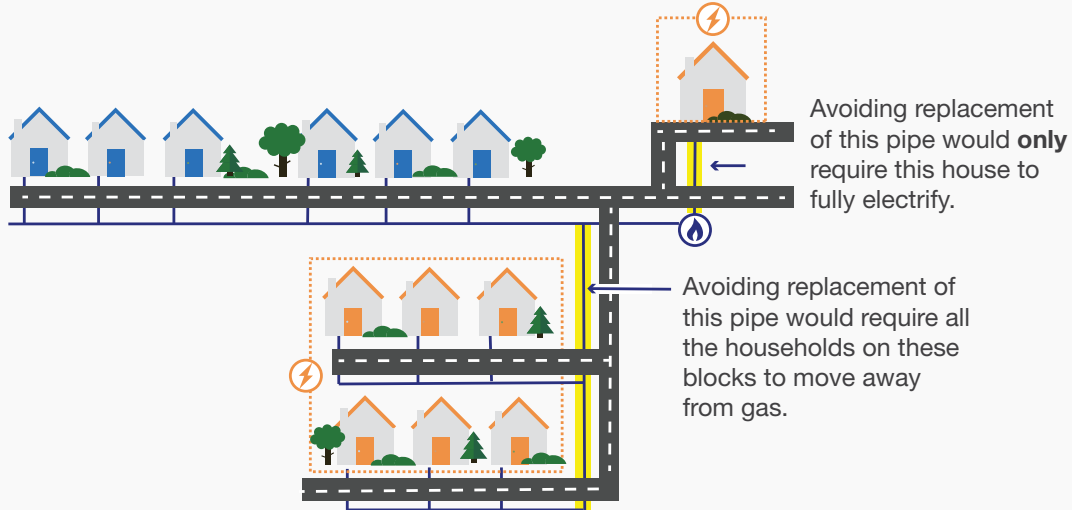 Avoiding replacement
of this pipe would only
require this house to
fully electrify.
Avoiding replacement of
this pipe would require all
the households on these
blocks to move away
from gas.